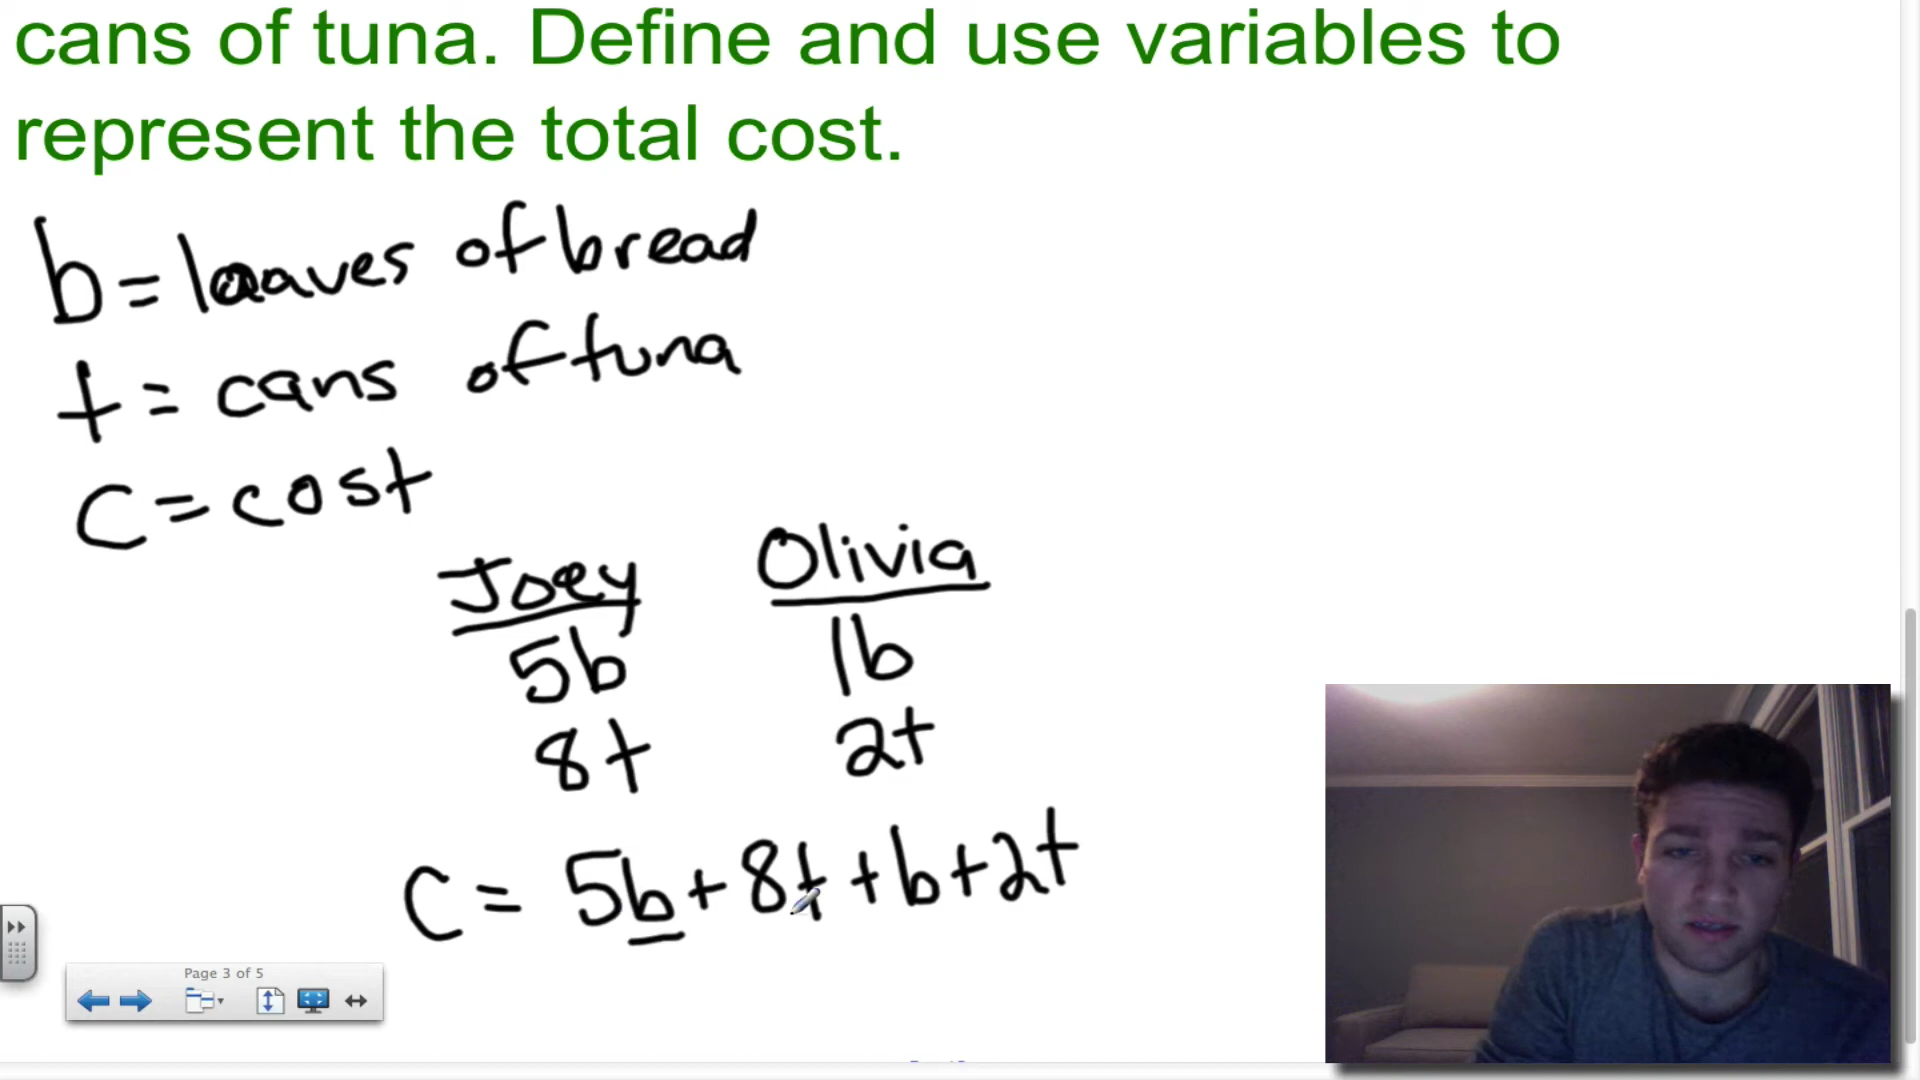 cans of tuna. Define and use variables to
represent the total cost.
b = loaves of bread
t = cans of tuna
C = cost
Joey Olivia
5b 1b
8t 2t
C = 5b + 8t + b + 2t
Page 3 of 5